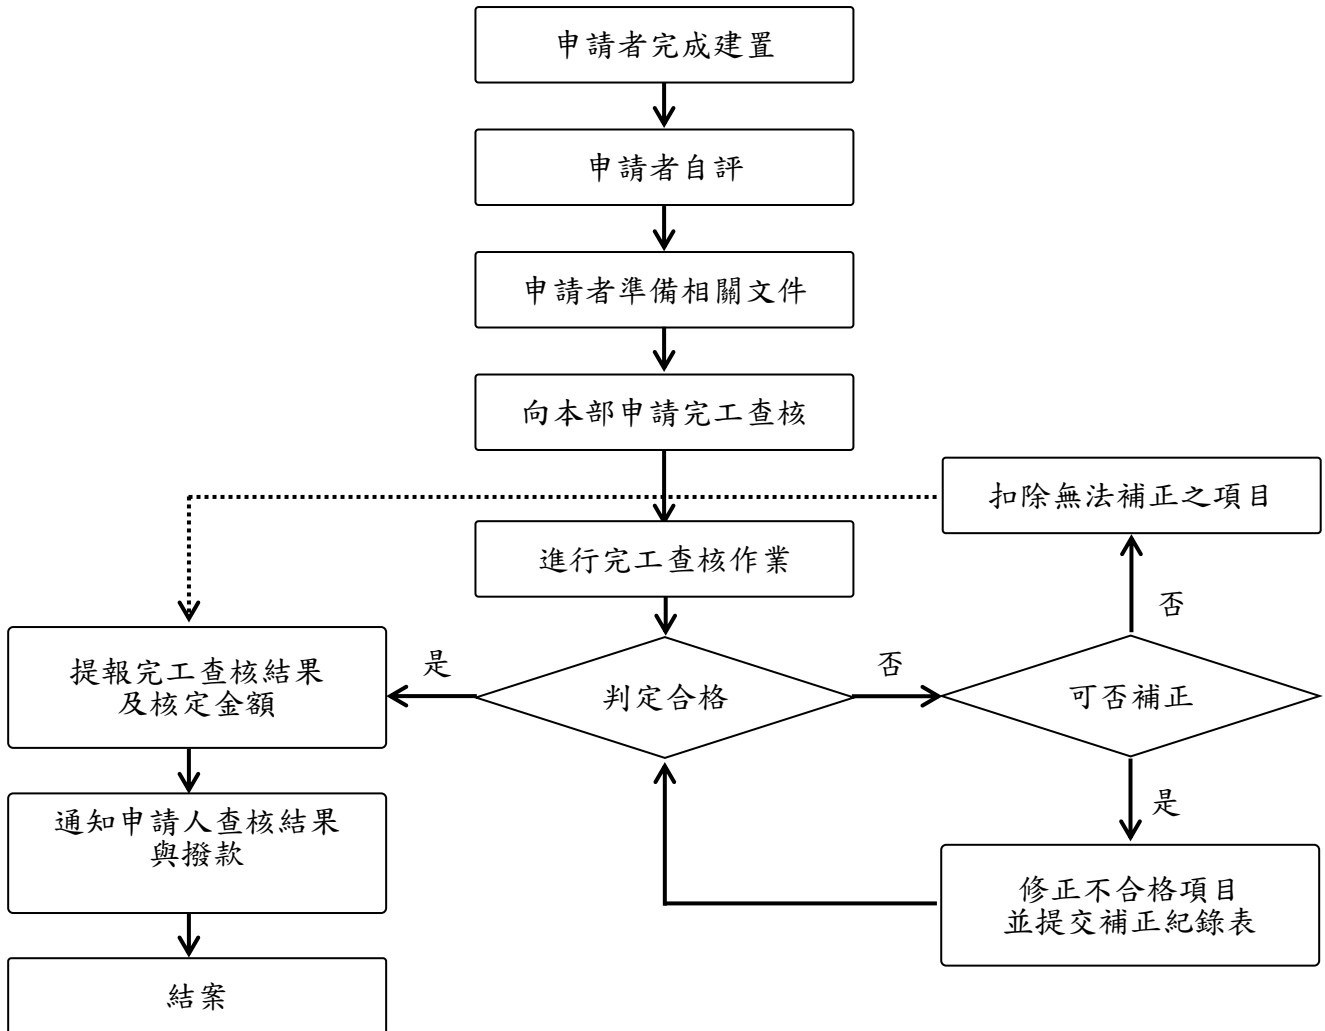 申請者完成建置
申請者自評
申請者準備相關文件
向本部申請完工查核
扣除無法補正之項目
進行完工查核作業
否
提報完工查核結果
及核定金額
是
判定合格
否
可否補正
通知申請人查核結果
與撥款
是
修正不合格項目
並提交補正紀錄表
結案